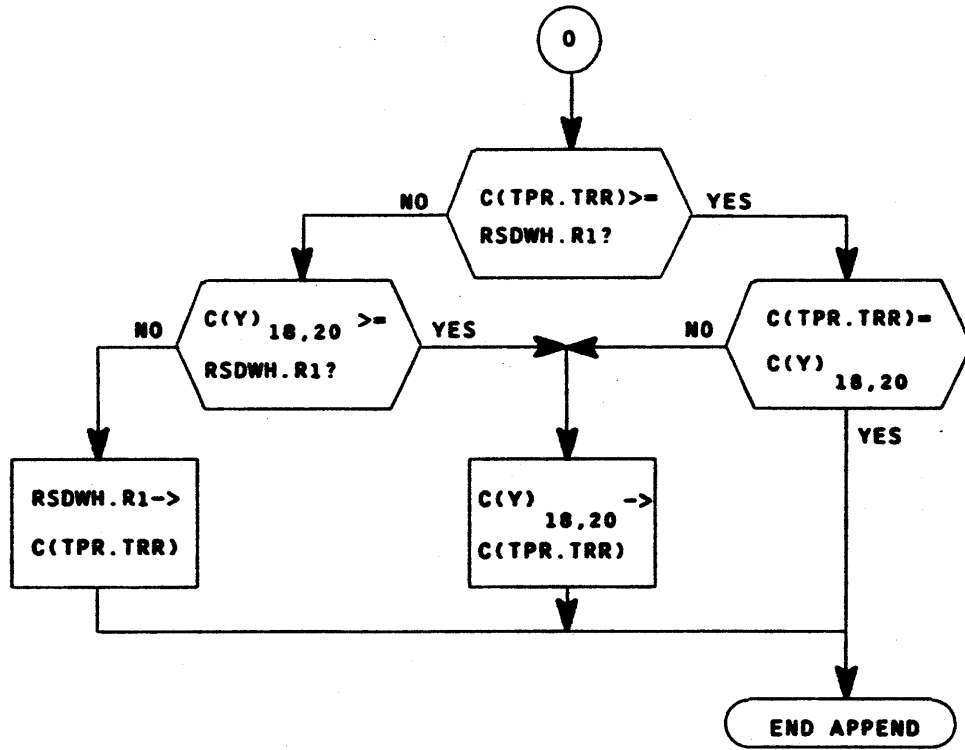 O
C(TPR.TRR)>=
RSDWH.R1?
NO
YES
C(Y) 18,20 >=
RSDWH.R1?
NO
YES
C(TPR.TRR)=
C(Y) 18,20
NO
YES
RSDWH.R1->
C(TPR.TRR)
C(Y) 18,20 ->
C(TPR.TRR)
END APPEND